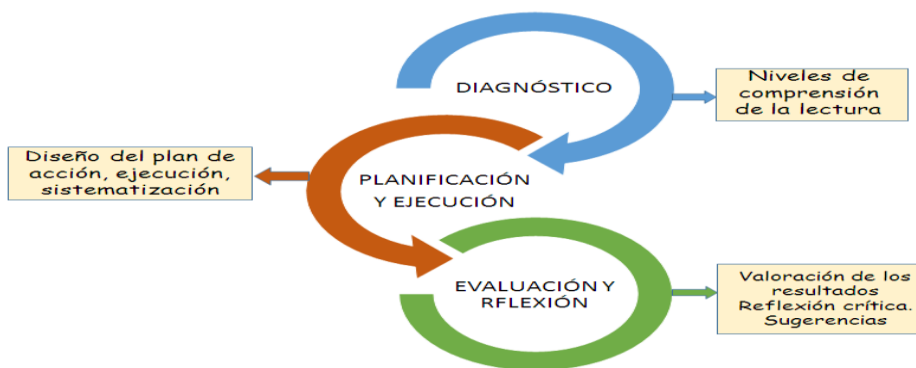 DIAGNÓSTICO
Niveles de
comprensión
de la lectura
Diseño del plan de
acción, ejecución,
sistematización
PLANIFICACIÓN
Y EJECUCIÓN
EVALUACIÓN Y
RFLEXIÓN
Valoración de los
resultados
Reflexión crítica.
Sugerencias